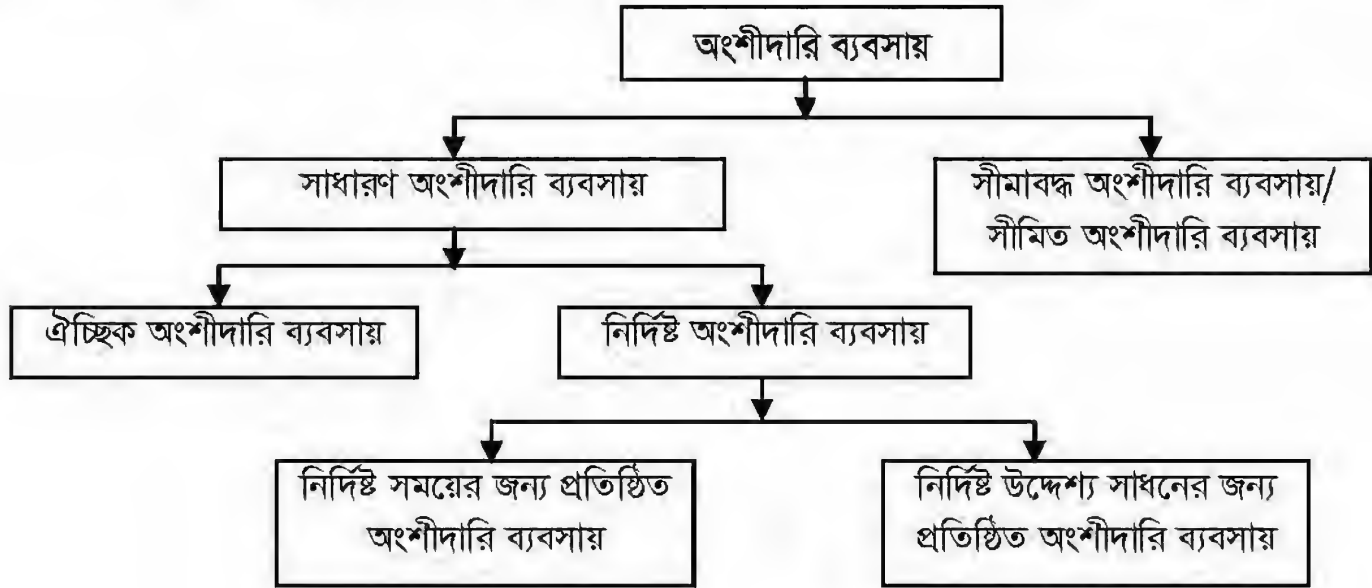 অংশীদারি ব্যবসায়
সাধারণ অংশীদারি ব্যবসায়
সীমাবদ্ধ অংশীদারি ব্যবসায়/
সীমিত অংশীদারি ব্যবসায়
ঐচ্ছিক অংশীদারি ব্যবসায়
নির্দিষ্ট অংশীদারি ব্যবসায়
নির্দিষ্ট সময়ের জন্য প্রতিষ্ঠিত
অংশীদারি ব্যবসায়
নির্দিষ্ট উদ্দেশ্য সাধনের জন্য
প্রতিষ্ঠিত অংশীদারি ব্যবসায়